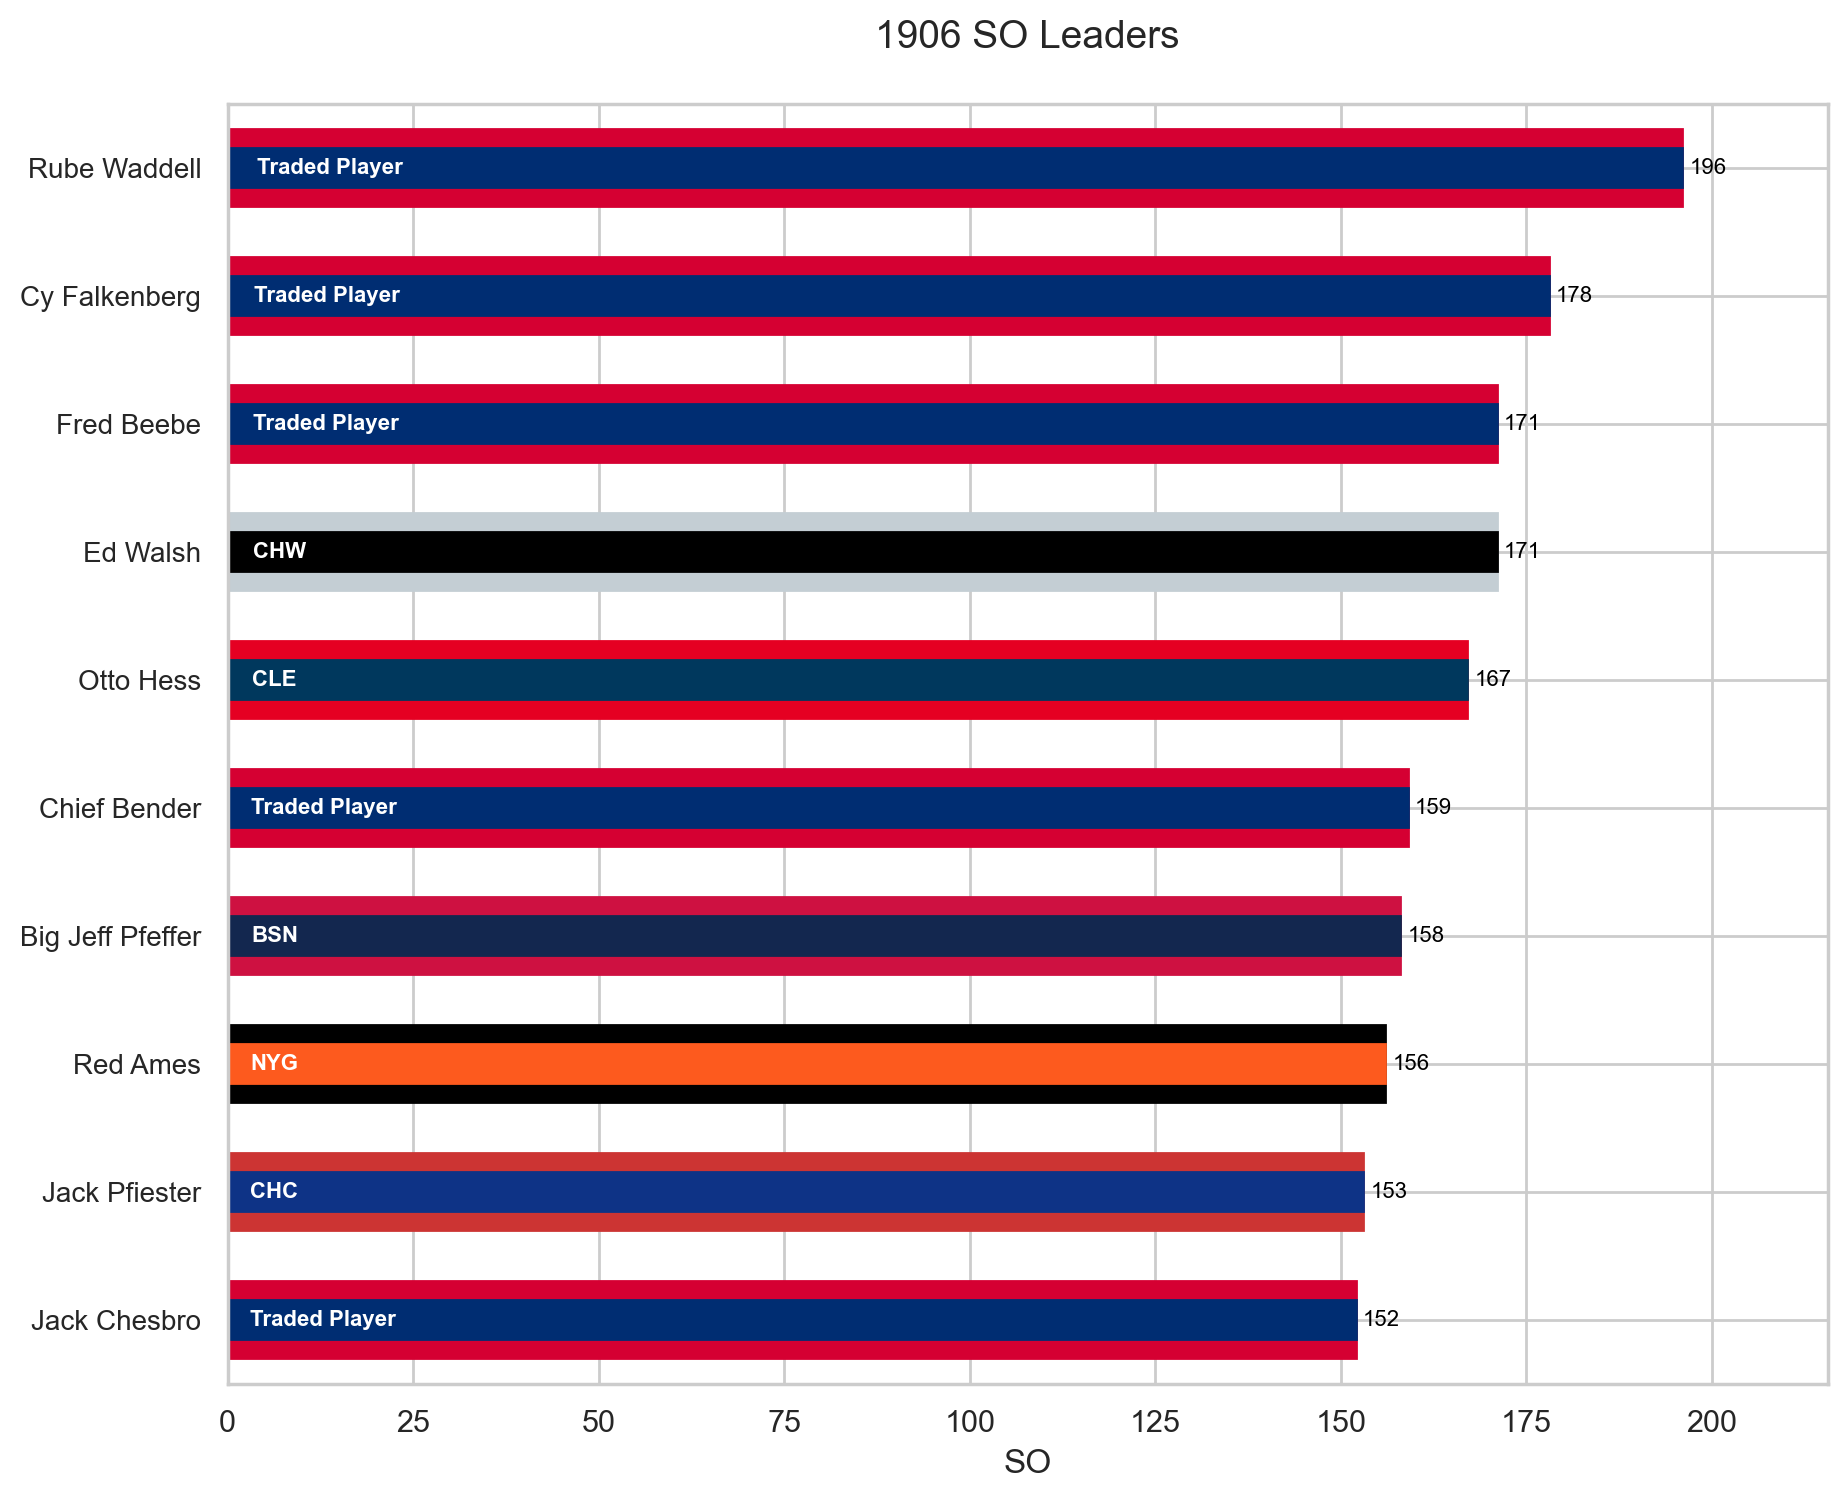 1906 SO Leaders
Rube Waddell Traded Player 196
Cy Falkenberg Traded Player 178
Fred Beebe Traded Player 171
Ed Walsh CHW 171
Otto Hess CLE 167
Chief Bender Traded Player 159
Big Jeff Pfeffer BSN 158
Red Ames NYG 156
Jack Pfiester CHC 153
Jack Chesbro Traded Player 152
0 25 50 75 100 125 150 175 200
SO